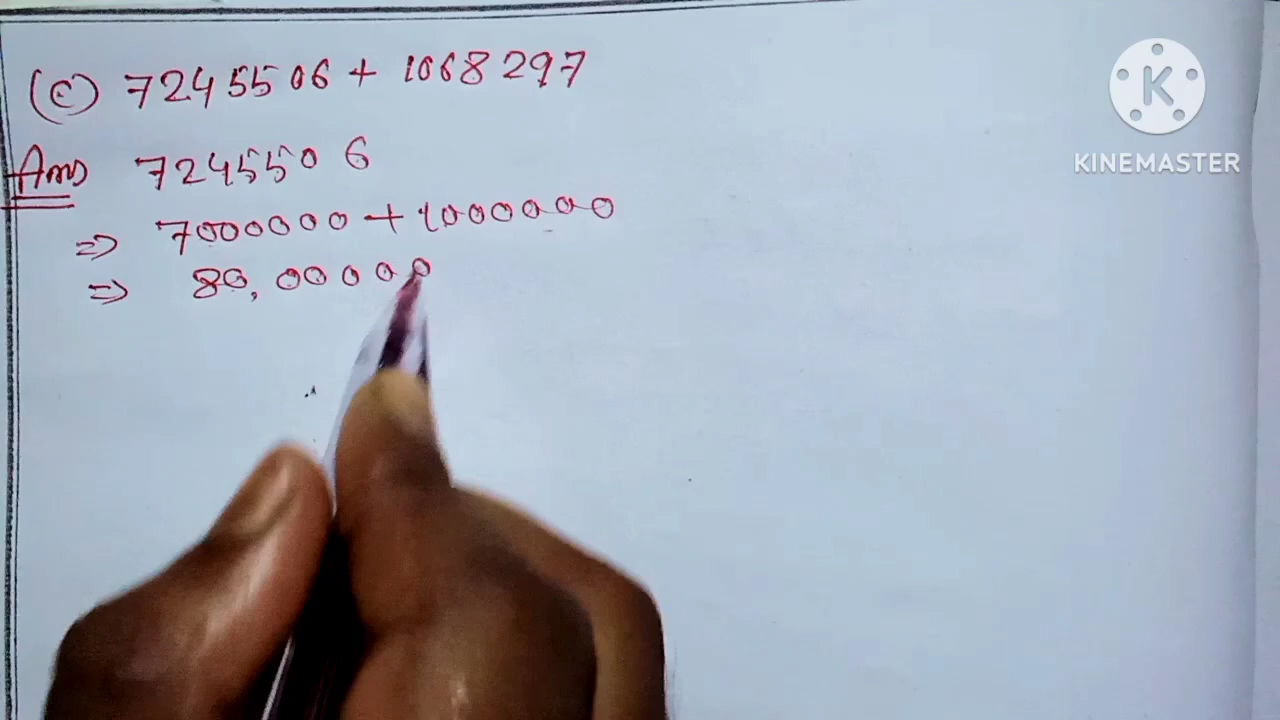 (c) 7245506 + 1068297
K
KINEMASTER
Ans 7245506
⇒ 7000000 + 1000000
⇒ 80,00000